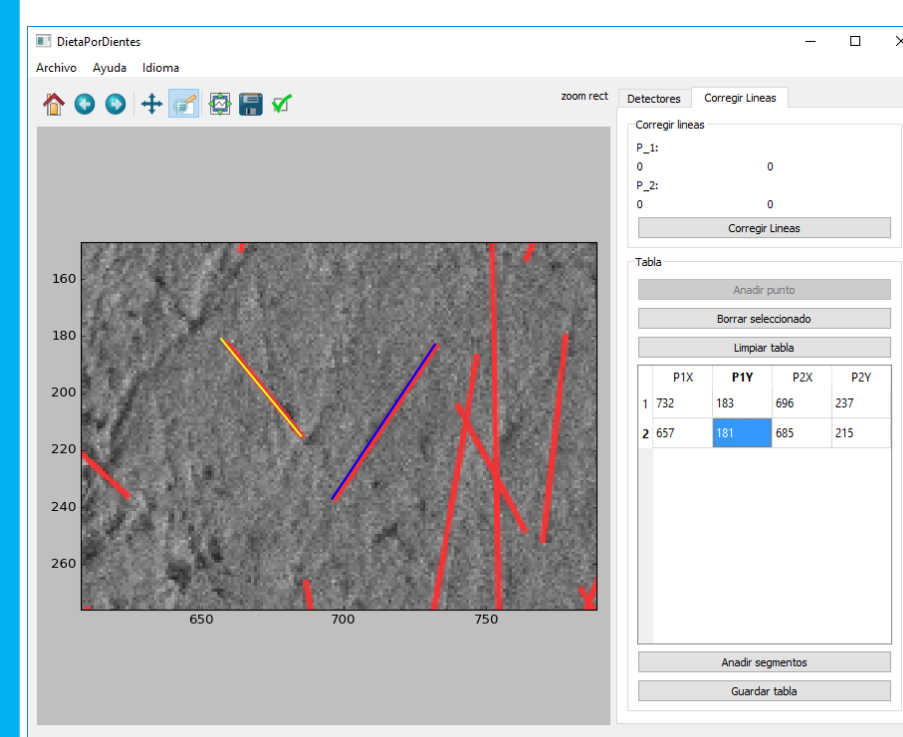 DietaPorDientes
Archivo Ayuda Idioma
zoom rect
Detectores Corregir Lineas
Corregir lineas
P_1:
0 0
P_2:
0 0
Corregir Lineas
Tabla
Anadir punto
Borrar seleccionado
Limpiar tabla
P1X P1Y P2X P2Y
1 732 183 696 237
2 657 181 685 215
Anadir segmentos
Guardar tabla
160
180
200
220
240
260
650 700 750